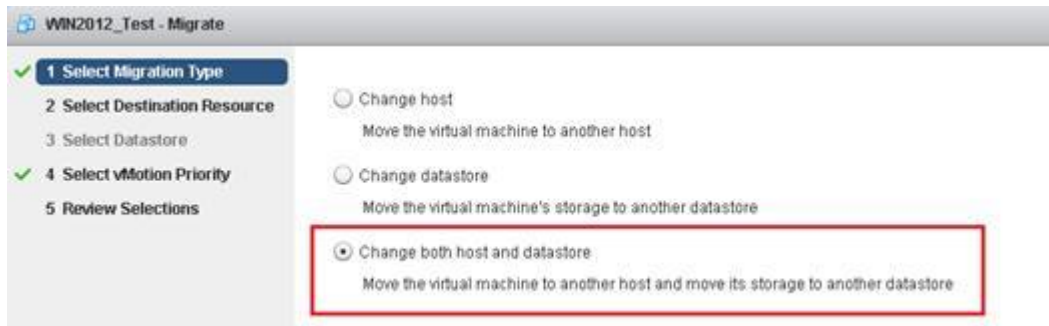 WIN2012_Test - Migrate
1 Select Migration Type
2 Select Destination Resource
3 Select Datastore
4 Select vMotion Priority
5 Review Selections
Change host
Move the virtual machine to another host
Change datastore
Move the virtual machine's storage to another datastore
Change both host and datastore
Move the virtual machine to another host and move its storage to another datastore